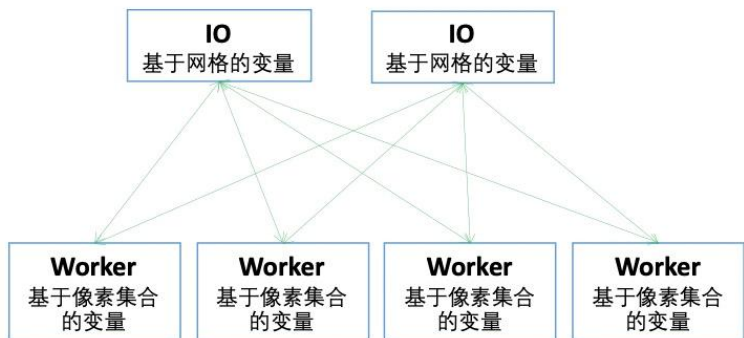 IO
基于网格的变量
IO
基于网格的变量
Worker
基于像素集合
的变量
Worker
基于像素集合
的变量
Worker
基于像素集合
的变量
Worker
基于像素集合
的变量